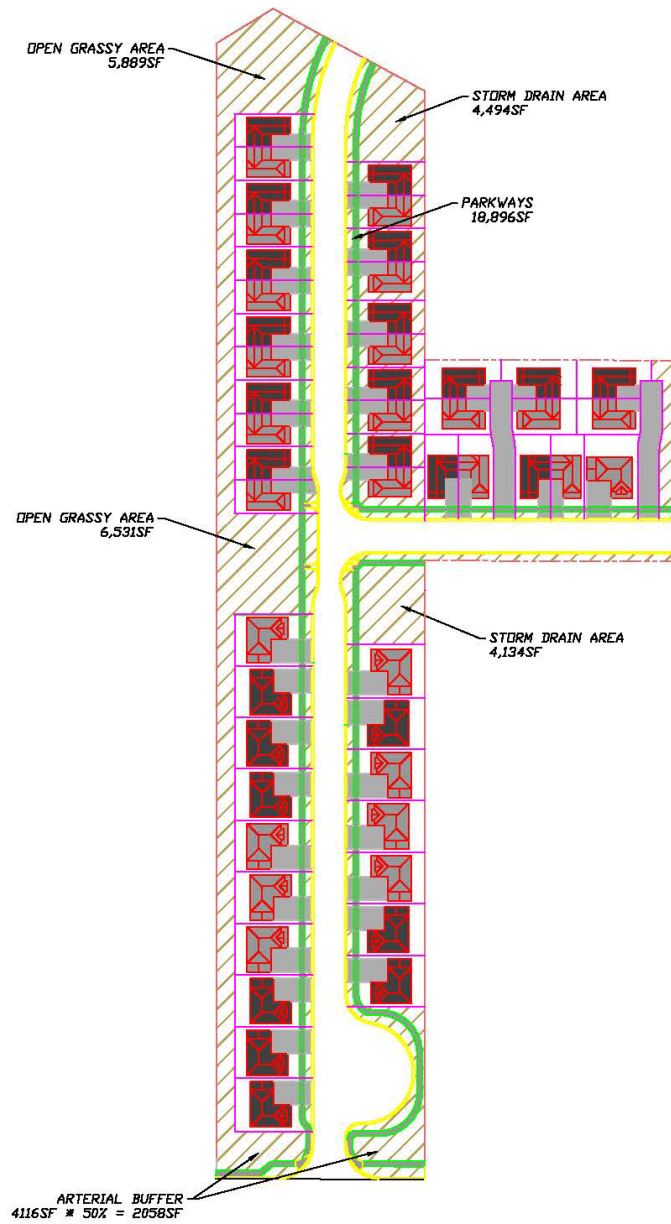 OPEN GRASSY AREA
5,889SF
STORM DRAIN AREA
4,494SF
PARKWAYS
18,896SF
OPEN GRASSY AREA
6,531SF
STORM DRAIN AREA
4,134SF
ARTERIAL BUFFER
4116SF * 50% = 2058SF